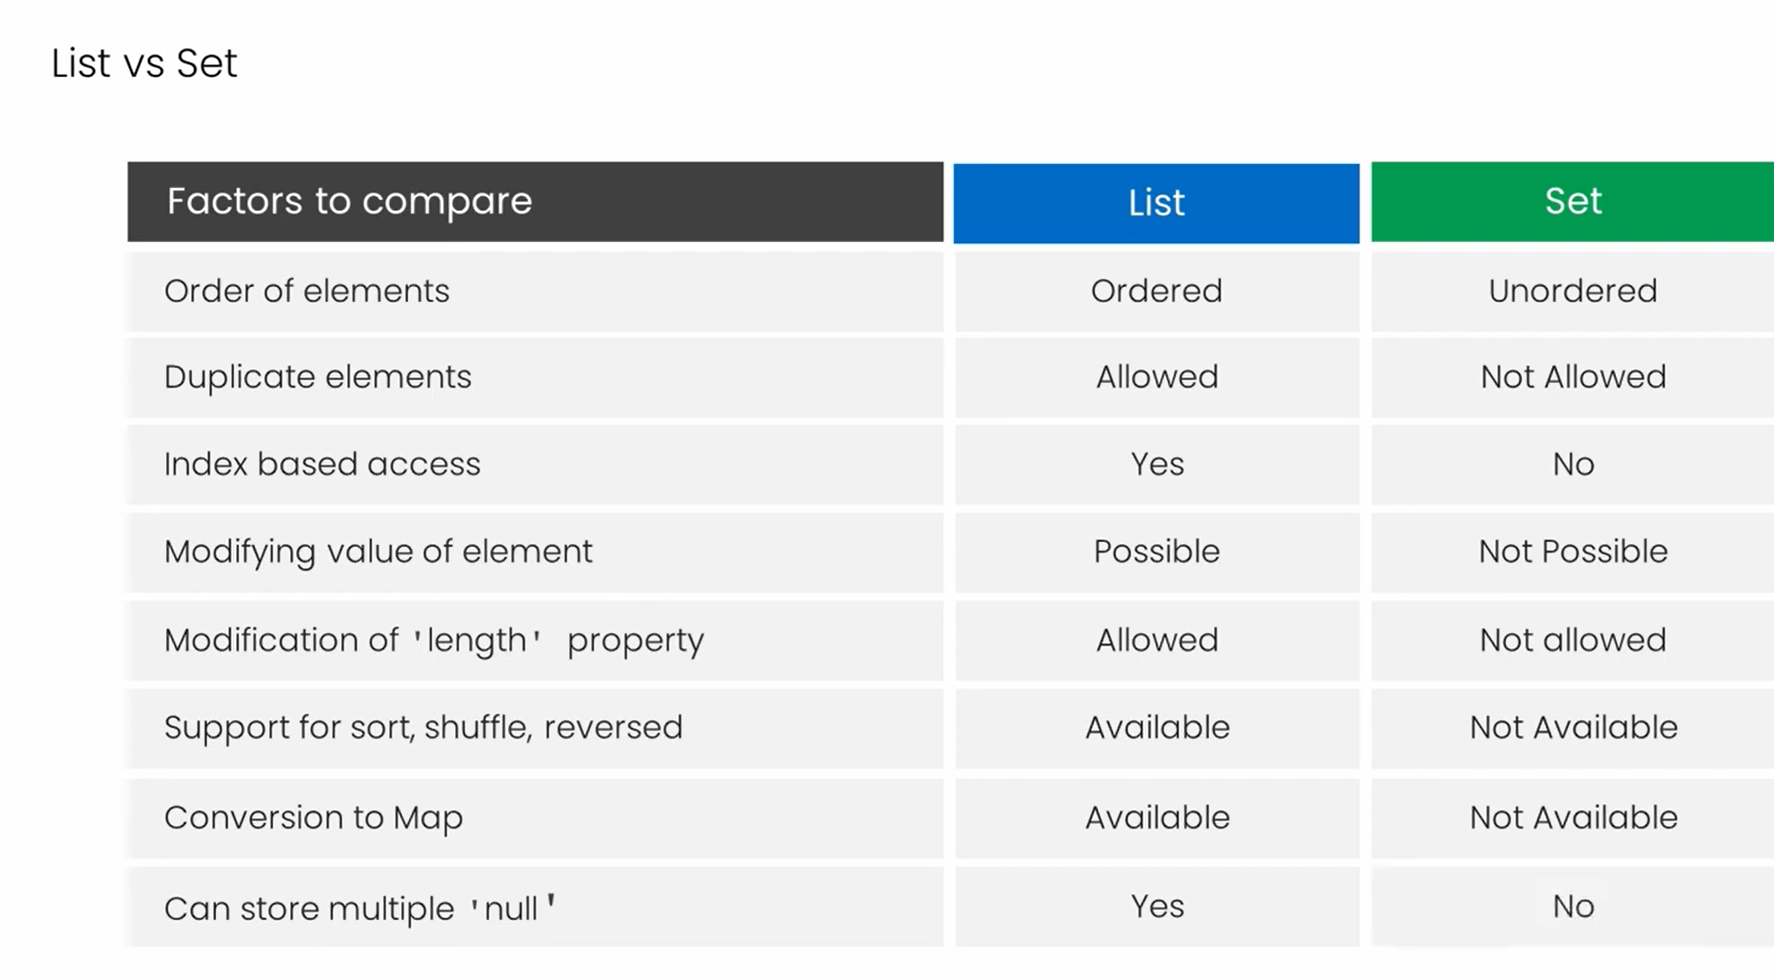 List vs Set
Factors to compare List Set
Order of elements Ordered Unordered
Duplicate elements Allowed Not Allowed
Index based access Yes No
Modifying value of element Possible Not Possible
Modification of 'length' property Allowed Not allowed
Support for sort, shuffle, reversed Available Not Available
Conversion to Map Available Not Available
Can store multiple 'null' Yes No